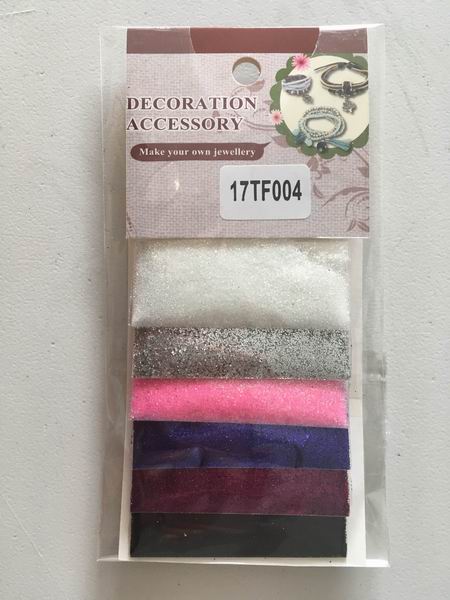 DECORATION
ACCESSORY
Make your own jewellery
17TF004